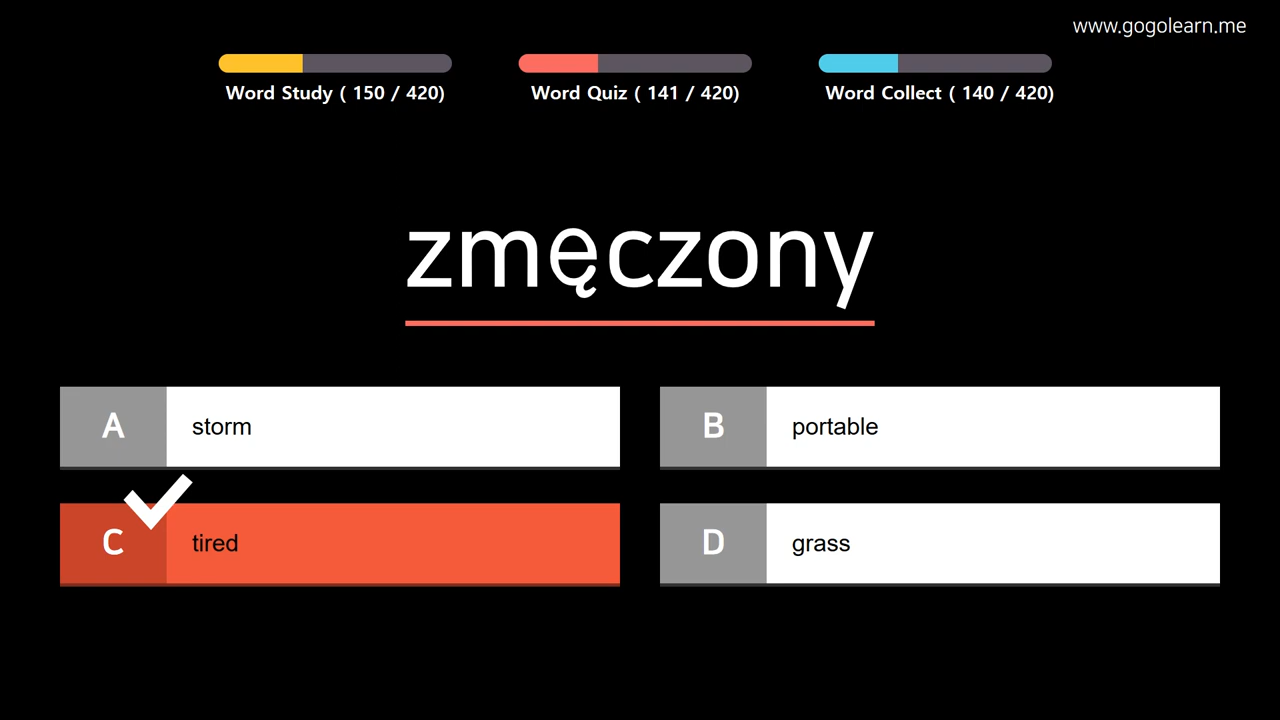 www.gogolearn.me
Word Study ( 150 / 420)
Word Quiz ( 141 / 420)
Word Collect ( 140 / 420)
zmęczony
A
storm
B
portable
C
tired
D
grass